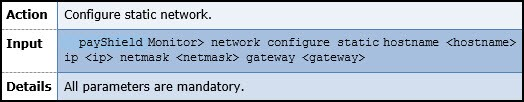 Action Configure static network.
Input payShield Monitor> network configure static hostname <hostname>
ip <ip> netmask <netmask> gateway <gateway>
Details All parameters are mandatory.